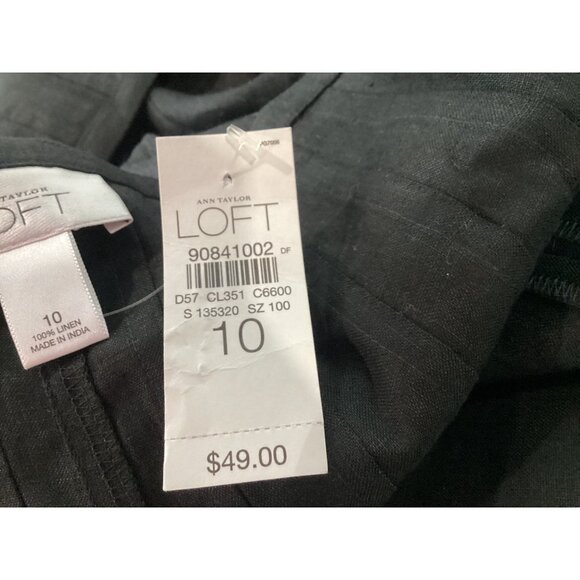 ANN TAYLOR
LOFT
90841002 DF
D57 CL351 C6600
S 135320 SZ 100
10
$49.00
TAYLOR
OFT
10
100% LINEN
MADE IN INDIA